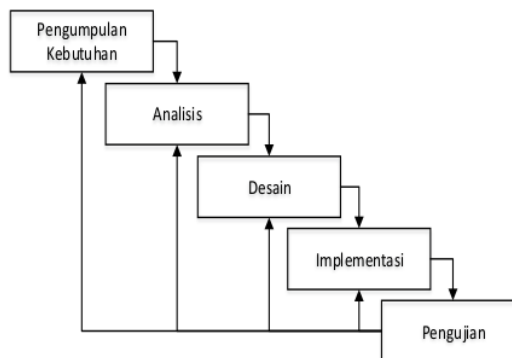 Pengumpulan
Kebutuhan
Analisis
Desain
Implementasi
Pengujian